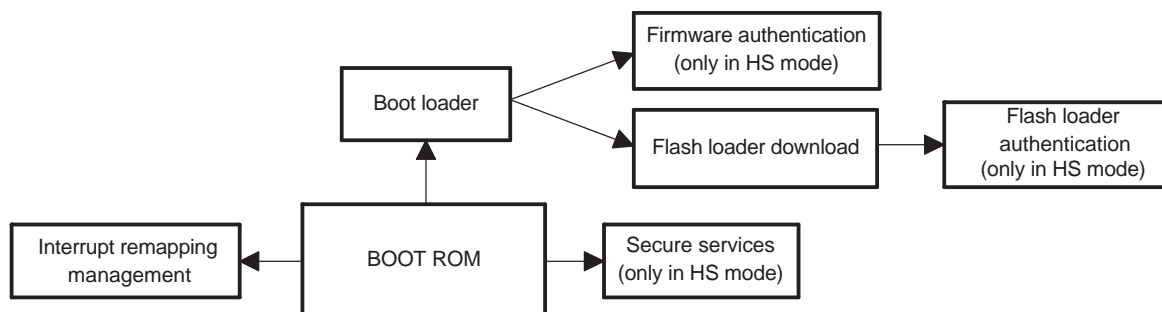 Firmware authentication
(only in HS mode)
Boot loader
Flash loader download
Flash loader
authentication
(only in HS mode)
Interrupt remapping
management
BOOT ROM
Secure services
(only in HS mode)